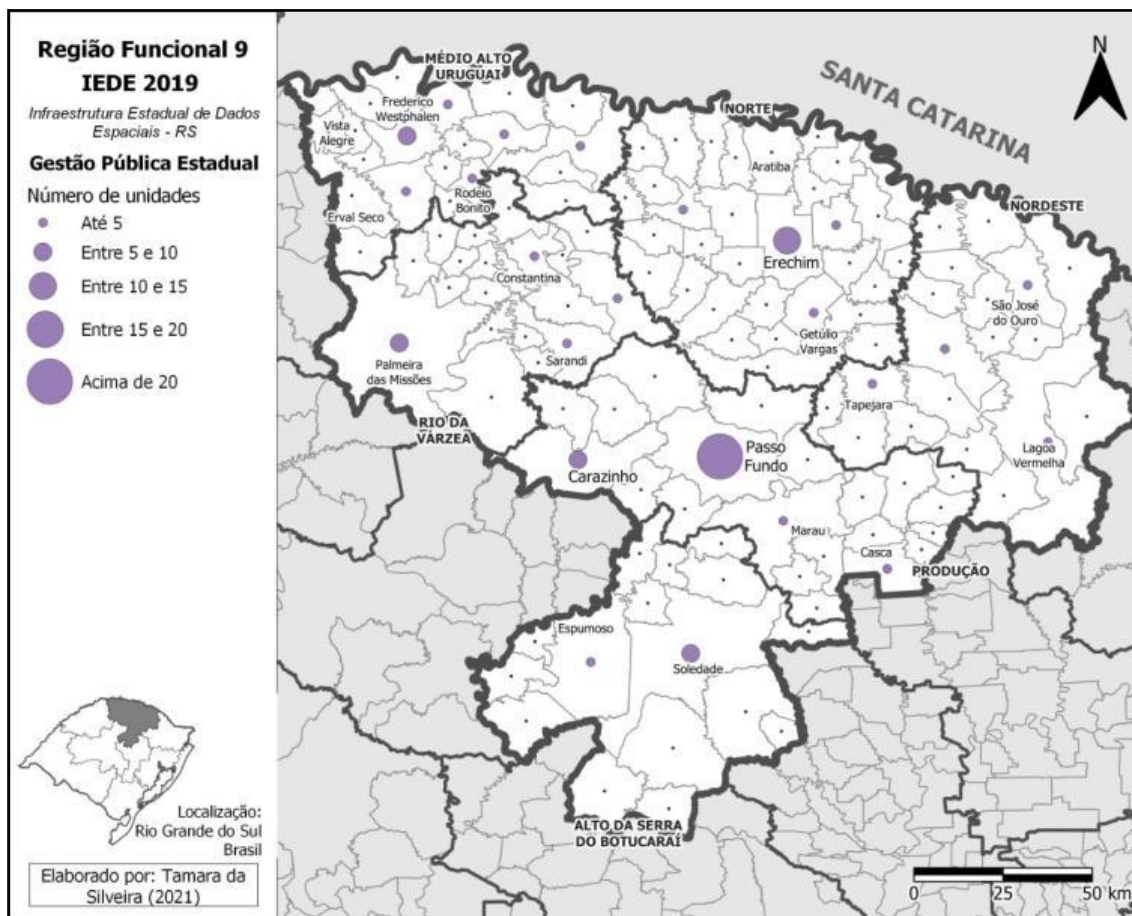 Região Funcional 9
IEDE 2019
Infraestrutura Estadual de Dados
Espaciais - RS
Gestão Pública Estadual
Número de unidades
Até 5
Entre 5 e 10
Entre 10 e 15
Entre 15 e 20
Acima de 20
Localização:
Rio Grande do Sul
Brasil
Elaborado por: Tamara da
Silveira (2021)
N
SANTA CATARINA
MÉDIO ALTO
URUGUAI
Frederico
Westphalen
Vista
Alegre
Rodeio
Bonito
Erval Seco
NORTE
Aratiba
Erechim
Getúlio
Vargas
NORDESTE
São José
do Ouro
Constantina
Palmeira
das Missões
Sarandi
RIO DA
VÁRZEA
Tapejara
Lagoa
Vermelha
Carazinho
Passo
Fundo
Marau
Casca
PRODUÇÃO
Espumoso
Soledade
ALTO DA SERRA
DO BOTUCARAÍ
0 25 50 km